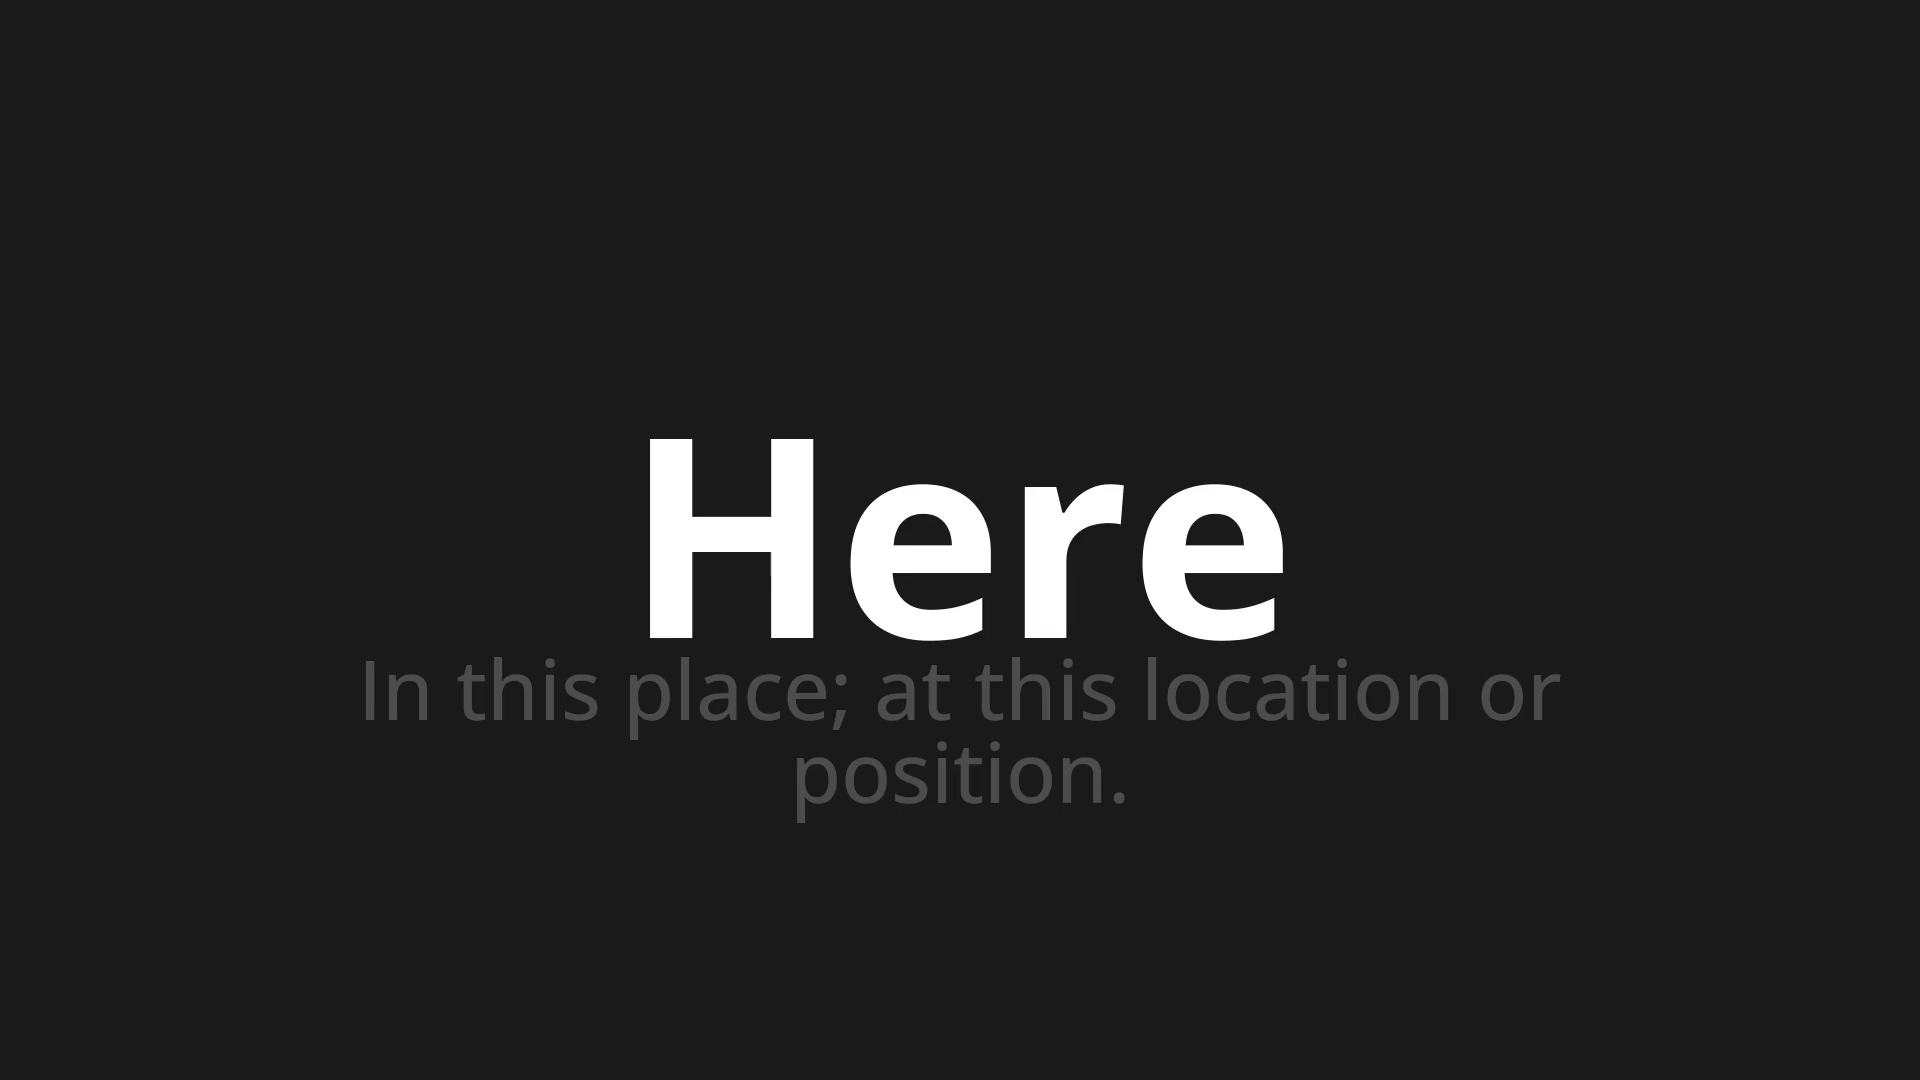 Here
In this place; at this location or
position.